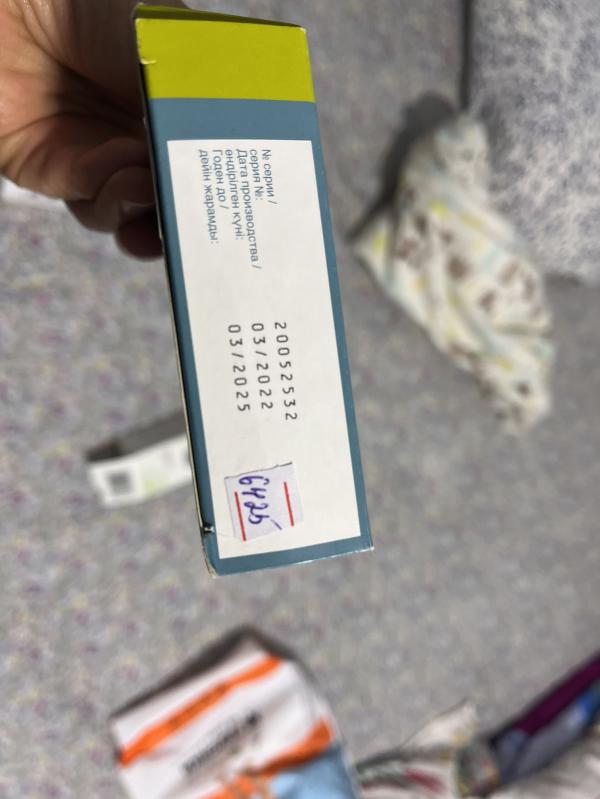 № серии /
серия №:
Дата производства /
өндірілген күні:
Годен до /
дейін жарамды:
20052532
03/2022
03/2025
6425